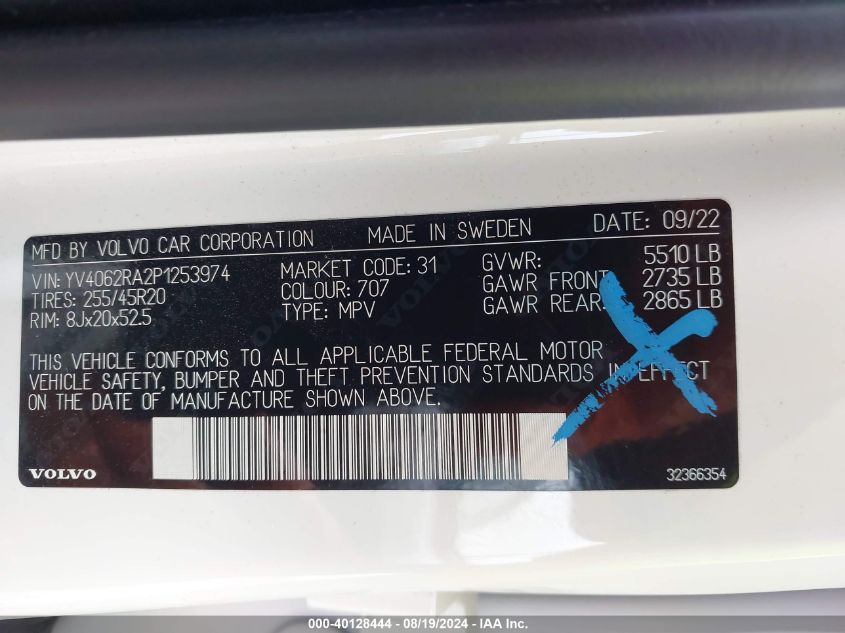 MFD BY VOLVO CAR CORPORATION MADE IN SWEDEN DATE: 09/22
VIN: YV4062RA2P1253974 MARKET CODE: 31 GVWR: 5510 LB
TIRES: 255/45R20 COLOUR: 707 GAWR FRONT: 2735 LB
RIM: 8Jx20x52.5 TYPE: MPV GAWR REAR: 2865 LB
THIS VEHICLE CONFORMS TO ALL APPLICABLE FEDERAL MOTOR
VEHICLE SAFETY, BUMPER AND THEFT PREVENTION STANDARDS IN EFFECT
ON THE DATE OF MANUFACTURE SHOWN ABOVE.
VOLVO 32366354
000-40128444 - 08/19/2024 - IAA Inc.